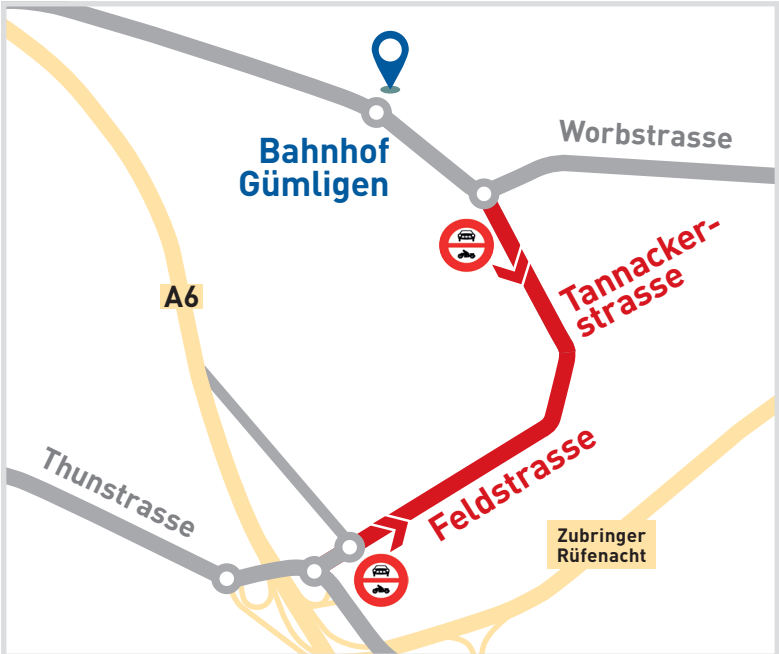 Bahnhof
Gümligen
Worbstrasse
Tannacker-
strasse
A6
Feldstrasse
Thunstrasse
Zubringer
Rüfenacht